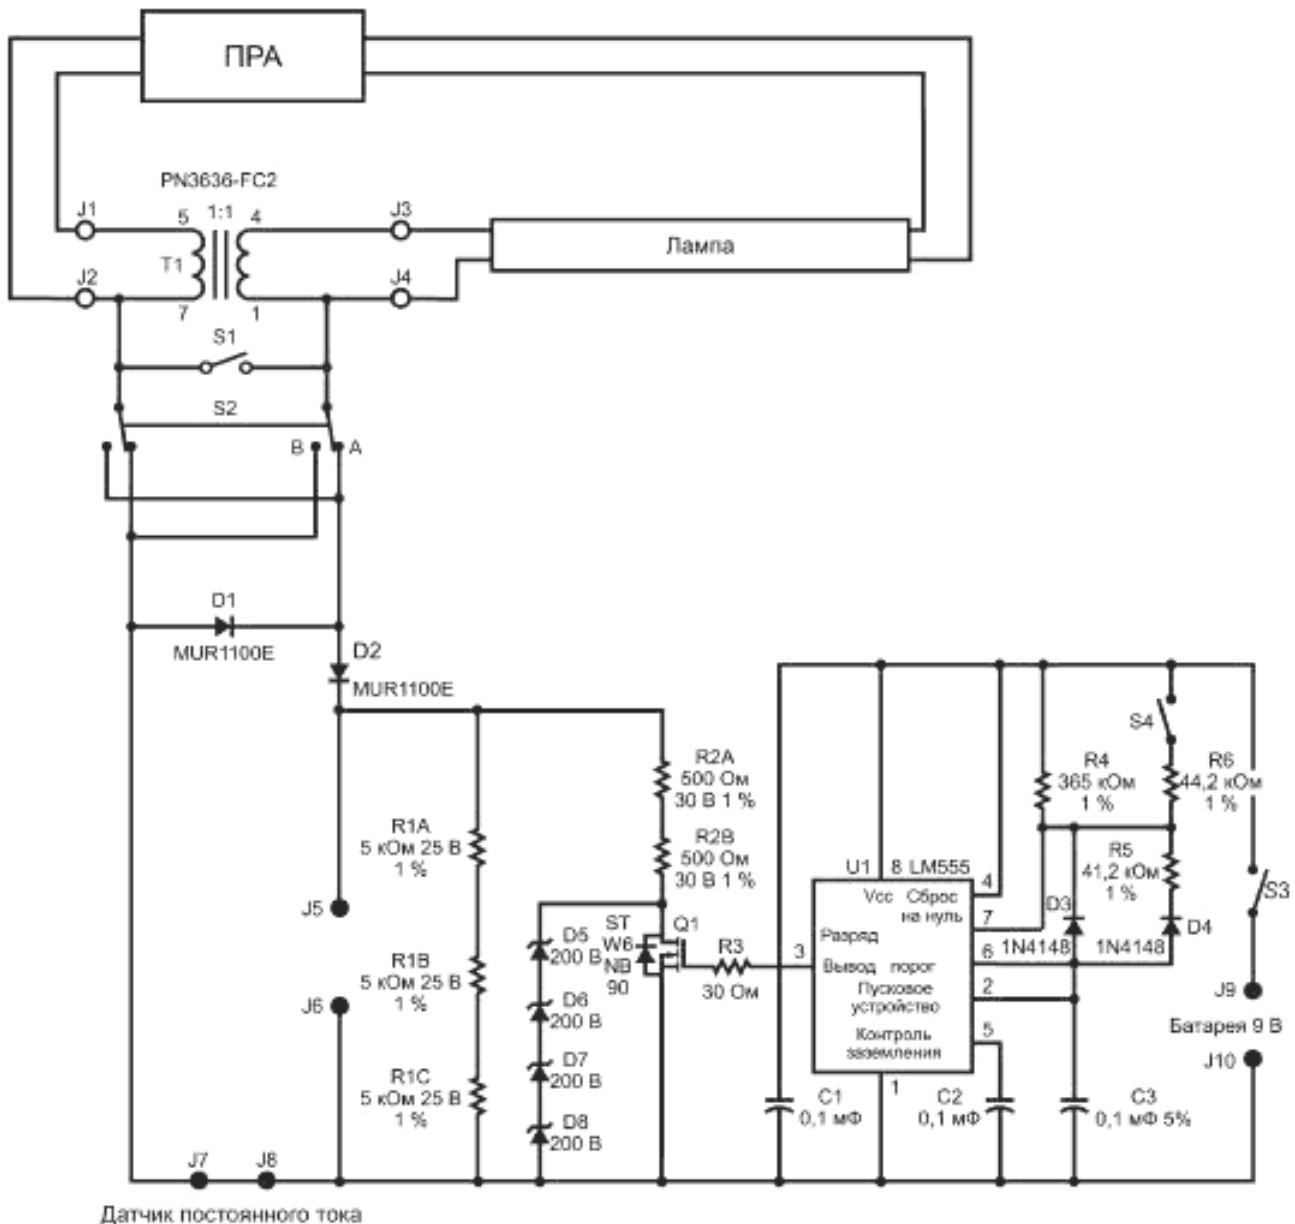 ПРА
PN3636-FC2
J1
5
1:1
4
J3
T1
Лампа
J2
7
1
J4
S1
S2
B
A
D1
MUR1100E
D2
MUR1100E
S4
R2A
500 Ом
30 В 1 %
R4
365 кОм
1 %
R6
44,2 кОм
1 %
R1A
5 кОм 25 В
1 %
R2B
500 Ом
30 В 1 %
R5
41,2 кОм
1 %
S3
U1
8
LM555
4
Vcc
Сброс
на нуль
7
J5
D5
200 В
ST
W6
NB
90
Q1
R3
30 Ом
3
Разряд
Вывод
порог
6
D3
1N4148
1N4148
D4
Пусковое
устройство
2
R1B
5 кОм 25 В
1 %
J6
D6
200 В
Контроль
заземления
5
J9
Батарея 9 В
J10
D7
200 В
1
R1C
5 кОм 25 В
1 %
D8
200 В
C1
0,1 мФ
C2
0,1 мФ
C3
0,1 мФ 5%
J7
J8
Датчик постоянного тока